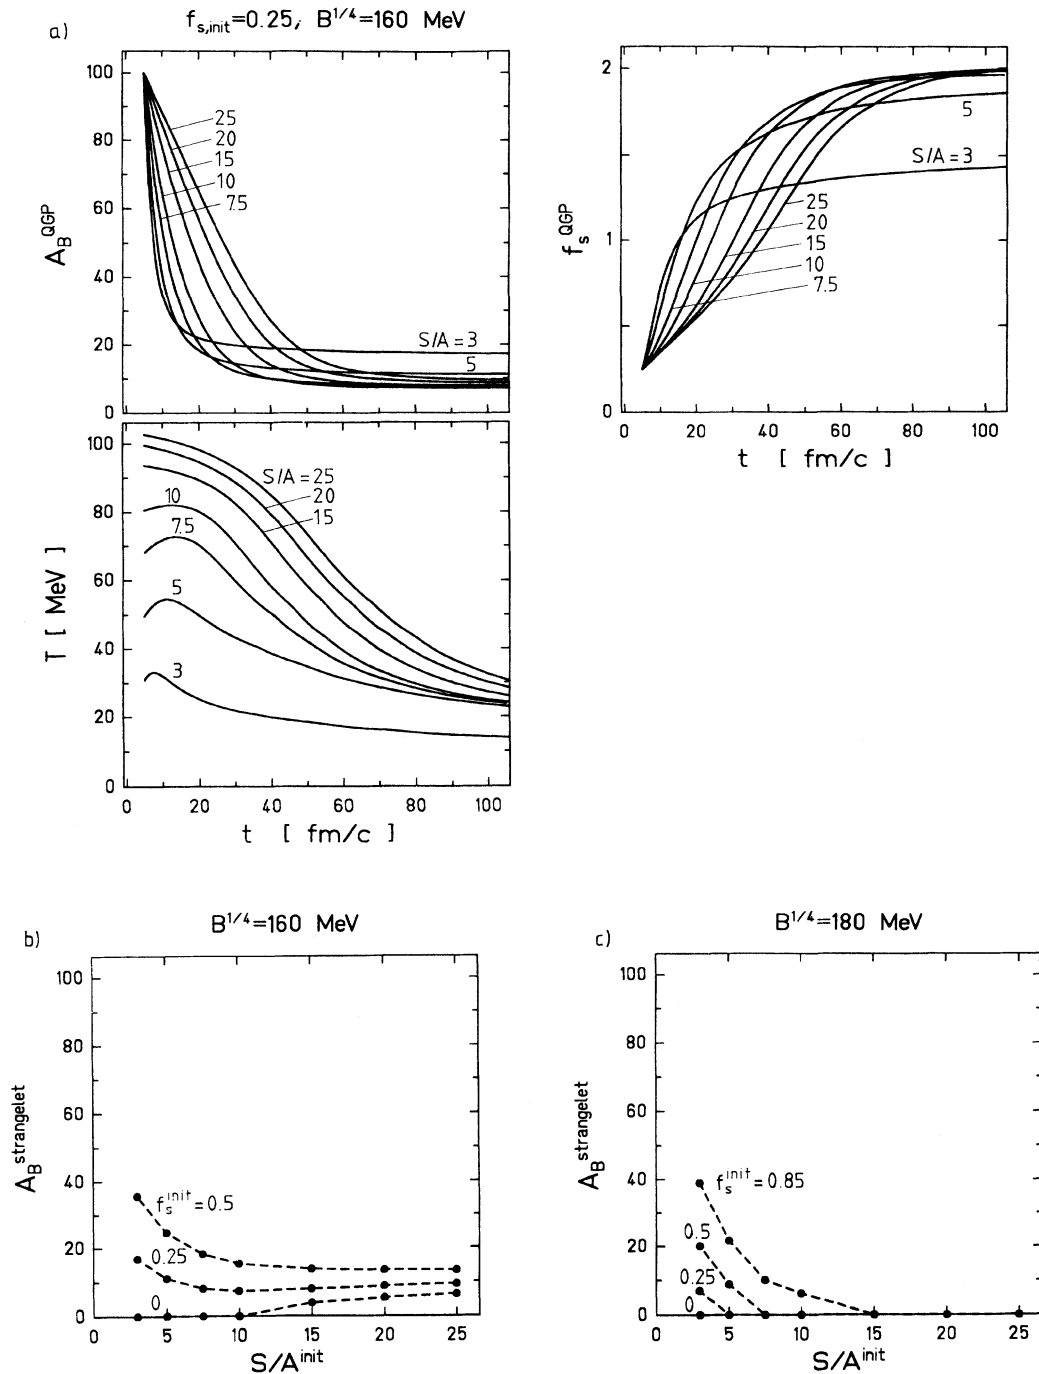 a)
f_s,init=0.25, B^1/4=160 MeV
A_B^QGP
100
80
60
40
20
0
25
20
15
10
7.5
S/A=3
5
T [ MeV ]
100
80
60
40
20
0
S/A=25
20
15
10
7.5
5
3
0 20 40 60 80 100
t [ fm/c ]
f_s^QGP
2
1
0
5
S/A=3
25
20
15
10
7.5
0 20 40 60 80 100
t [ fm/c ]
b)
B^1/4=160 MeV
A_B^strangelet
100
80
60
40
20
0
f_s^init=0.5
0.25
0
0 5 10 15 20 25
S/A^init
c)
B^1/4=180 MeV
A_B^strangelet
100
80
60
40
20
0
f_s^init=0.85
0.5
0.25
0
0 5 10 15 20 25
S/A^init